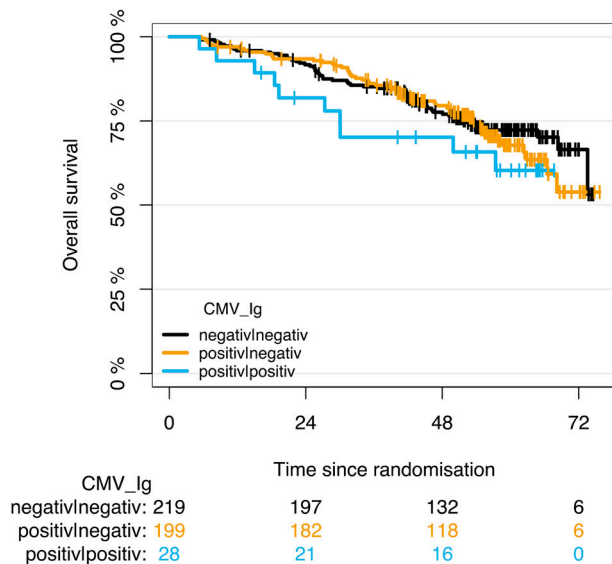 100 %
75 %
50 %
25 %
0 %
Overall survival
CMV_Ig
negativ|negativ
positiv|negativ
positiv|positiv
0 24 48 72
Time since randomisation
CMV_Ig
negativ|negativ: 219 197 132 6
positiv|negativ: 199 182 118 6
positiv|positiv: 28 21 16 0